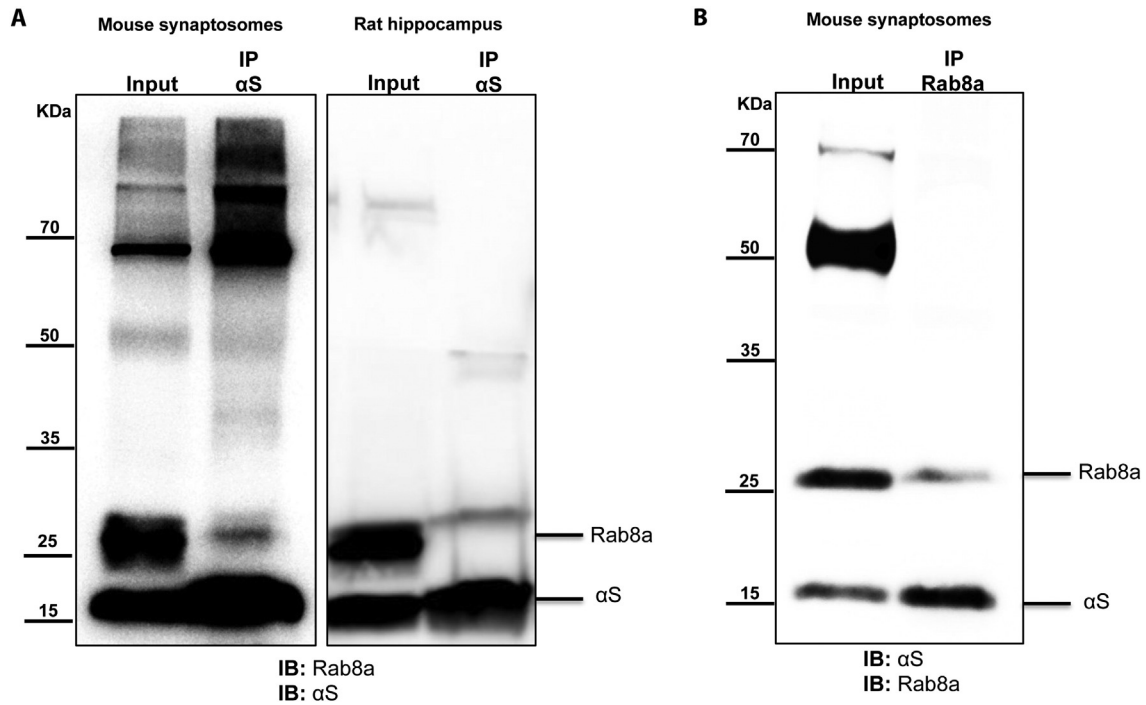 A
Mouse synaptosomes
Rat hippocampus
Input
IP
αS
Input
IP
αS
KDa
70
50
35
25
15
Rab8a
αS
IB: Rab8a
IB: αS
B
Mouse synaptosomes
Input
IP
Rab8a
KDa
70
50
35
25
15
Rab8a
αS
IB: αS
IB: Rab8a